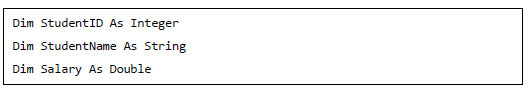 Dim StudentID As Integer
Dim StudentName As String
Dim Salary As Double